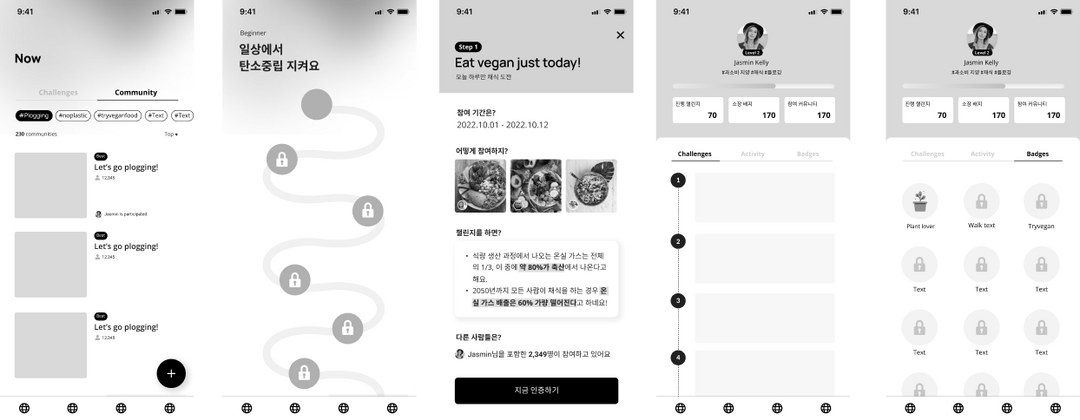 9:41
Now
Challenges
Community
#Plogging
#noplastic
#tryveganfood
#Text
#Text
230 communities
Top
Best
Let's go plogging!
12,345
Jasmin is participated
Best
Let's go plogging!
12,345
Best
Let's go plogging!
12,345
+
9:41
Beginner
일상에서
탄소중립 지켜요
9:41
Step 1
Eat vegan just today!
오늘 하루만 채식 도전
참여 기간은?
2022.10.01 - 2022.10.12
어떻게 참여하지?
챌린지를 하면?
• 식량 생산 과정에서 나오는 온실 가스는 전체
의 1/3, 이 중에 약 80%가 축산에서 나온다고
해요.
• 2050년까지 모든 사람이 채식을 하는 경우 온
실 가스 배출은 60% 가량 떨어진다고 하네요!
다른 사람들은?
Jasmin님을 포함한 2,349명이 참여하고 있어요
지금 인증하기
9:41
Level 2
Jasmin Kelly
#과소비 지양 #채식 #플로깅
진행 챌린지
70
소장 배지
170
참여 커뮤니티
170
Challenges
Activity
Badges
1
2
3
4
9:41
Level 2
Jasmin Kelly
#과소비 지양 #채식 #플로깅
진행 챌린지
70
소장 배지
170
참여 커뮤니티
170
Challenges
Activity
Badges
Plant lover
Walk text
Tryvegan
Text
Text
Text
Text
Text
Text